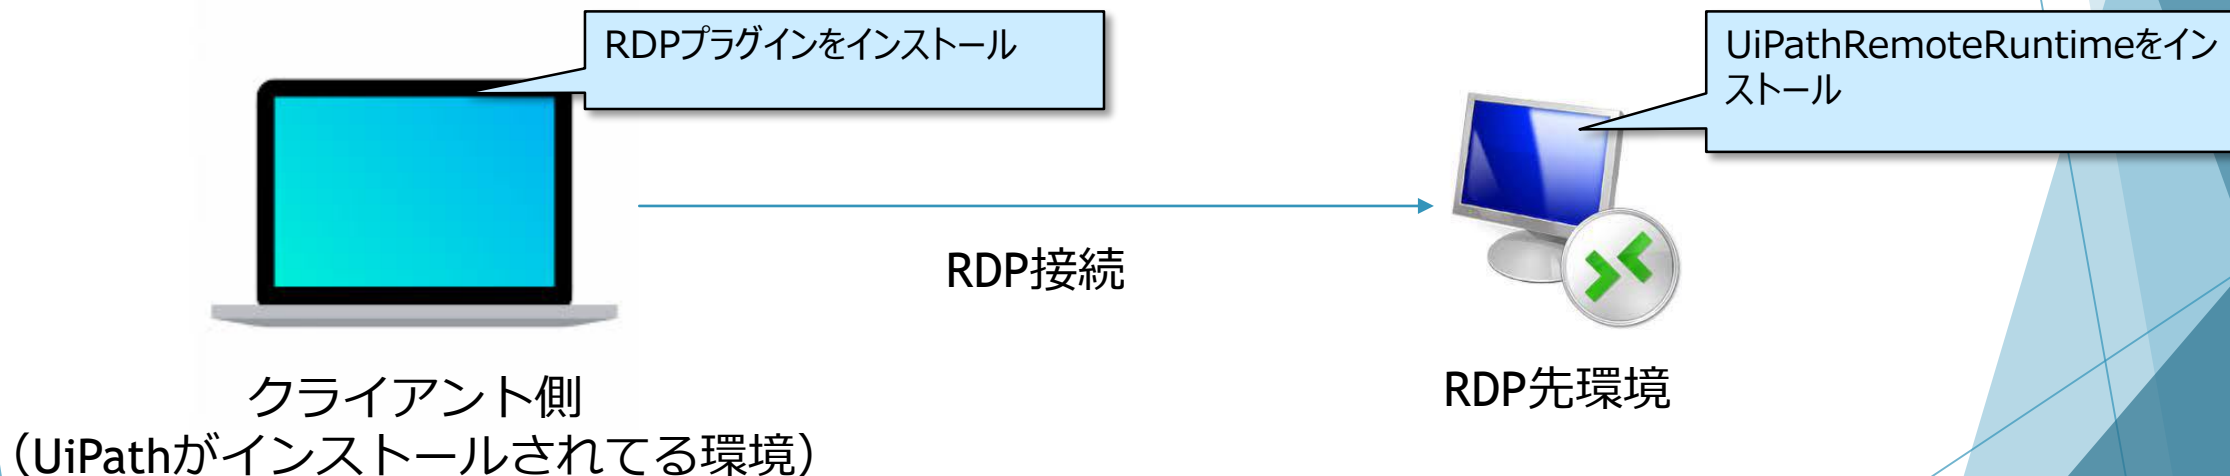 RDPプラグインをインストール
UiPathRemoteRuntimeをイン
ストール
RDP接続
クライアント側
（UiPathがインストールされてる環境）
RDP先環境